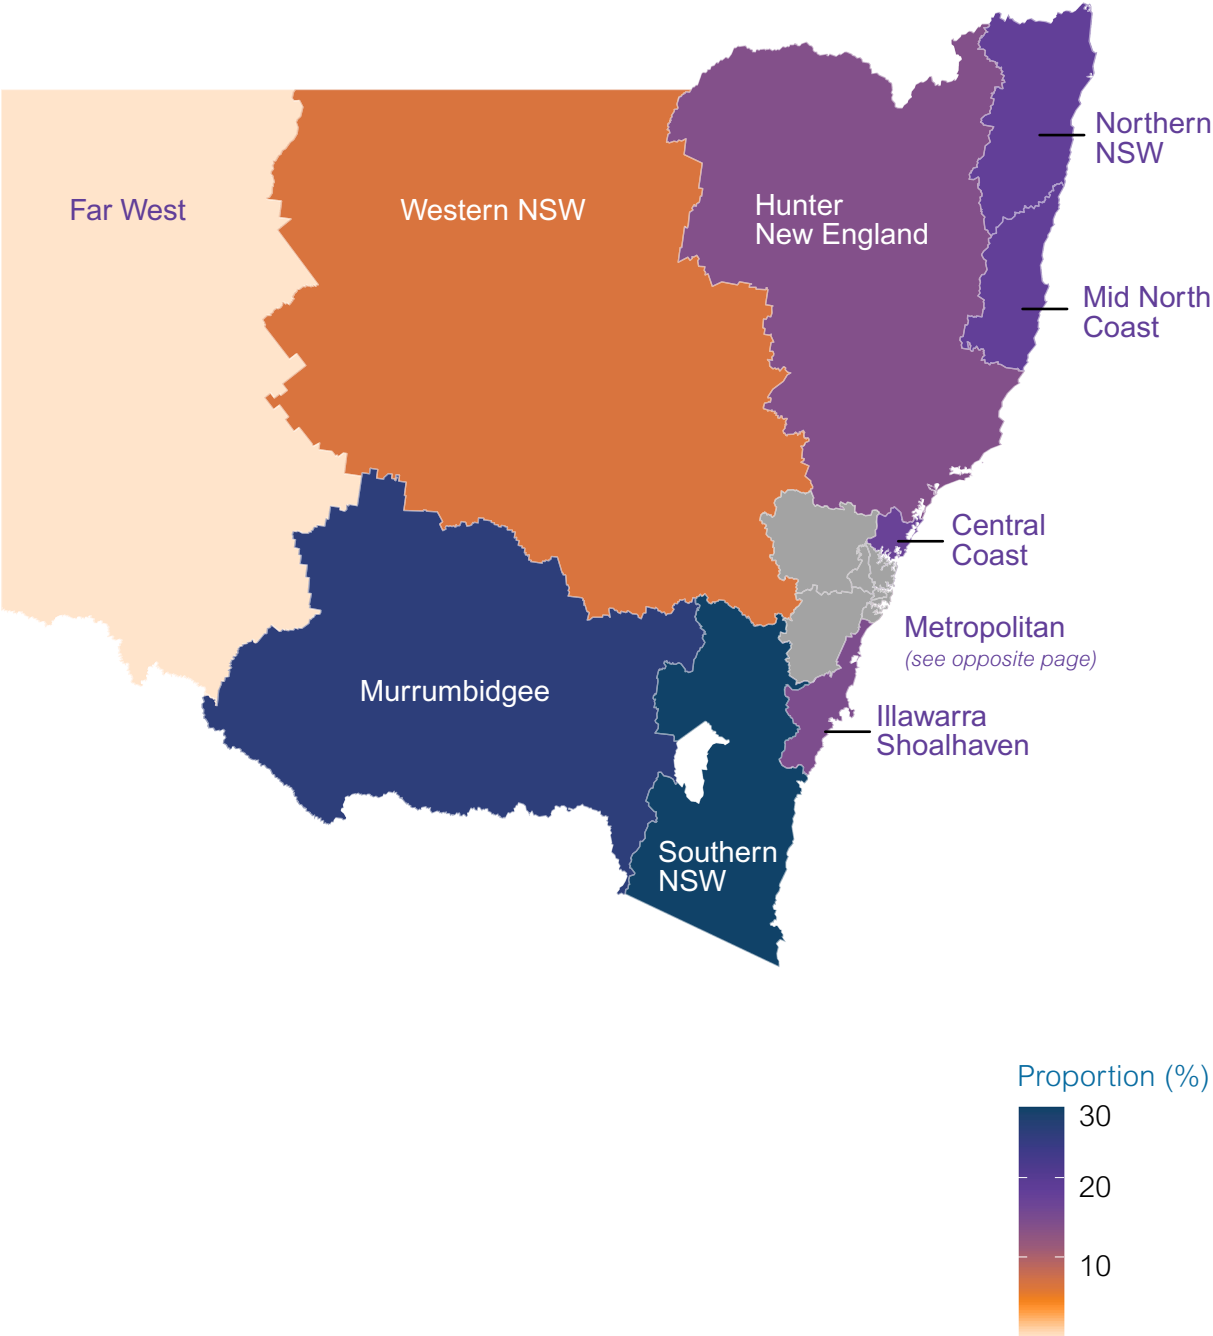 Northern
NSW
Far West
Western NSW
Hunter
New England
Mid North
Coast
Central
Coast
Metropolitan
(see opposite page)
Murrumbidgee
Illawarra
Shoalhaven
Southern
NSW
Proportion (%)
30
20
10